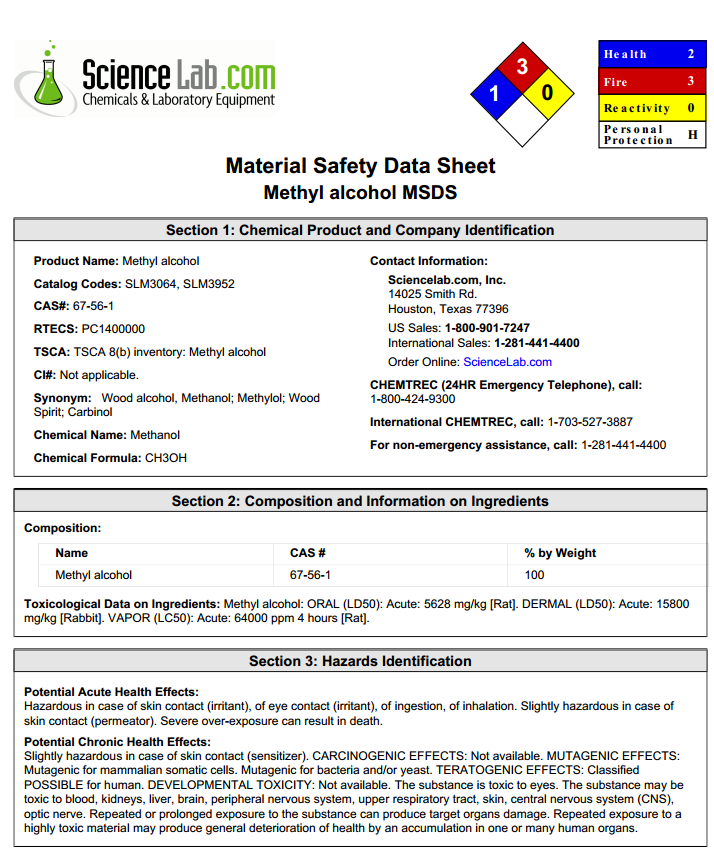 Science Lab.com
Chemicals & Laboratory Equipment
3
1
0
Health 2
Fire 3
Reactivity 0
Personal
Protection H
Material Safety Data Sheet
Methyl alcohol MSDS
Section 1: Chemical Product and Company Identification
Product Name: Methyl alcohol
Catalog Codes: SLM3064, SLM3952
CAS#: 67-56-1
RTECS: PC1400000
TSCA: TSCA 8(b) inventory: Methyl alcohol
CI#: Not applicable.
Synonym: Wood alcohol, Methanol; Methylol; Wood
Spirit; Carbinol
Chemical Name: Methanol
Chemical Formula: CH3OH
Contact Information:
Sciencelab.com, Inc.
14025 Smith Rd.
Houston, Texas 77396
US Sales: 1-800-901-7247
International Sales: 1-281-441-4400
Order Online: ScienceLab.com
CHEMTREC (24HR Emergency Telephone), call:
1-800-424-9300
International CHEMTREC, call: 1-703-527-3887
For non-emergency assistance, call: 1-281-441-4400
Section 2: Composition and Information on Ingredients
Composition:
Name CAS # % by Weight
Methyl alcohol 67-56-1 100
Toxicological Data on Ingredients: Methyl alcohol: ORAL (LD50): Acute: 5628 mg/kg [Rat]. DERMAL (LD50): Acute: 15800
mg/kg [Rabbit]. VAPOR (LC50): Acute: 64000 ppm 4 hours [Rat].
Section 3: Hazards Identification
Potential Acute Health Effects:
Hazardous in case of skin contact (irritant), of eye contact (irritant), of ingestion, of inhalation. Slightly hazardous in case of
skin contact (permeator). Severe over-exposure can result in death.
Potential Chronic Health Effects:
Slightly hazardous in case of skin contact (sensitizer). CARCINOGENIC EFFECTS: Not available. MUTAGENIC EFFECTS:
Mutagenic for mammalian somatic cells. Mutagenic for bacteria and/or yeast. TERATOGENIC EFFECTS: Classified
POSSIBLE for human. DEVELOPMENTAL TOXICITY: Not available. The substance is toxic to eyes. The substance may be
toxic to blood, kidneys, liver, brain, peripheral nervous system, upper respiratory tract, skin, central nervous system (CNS),
optic nerve. Repeated or prolonged exposure to the substance can produce target organs damage. Repeated exposure to a
highly toxic material may produce general deterioration of health by an accumulation in one or many human organs.